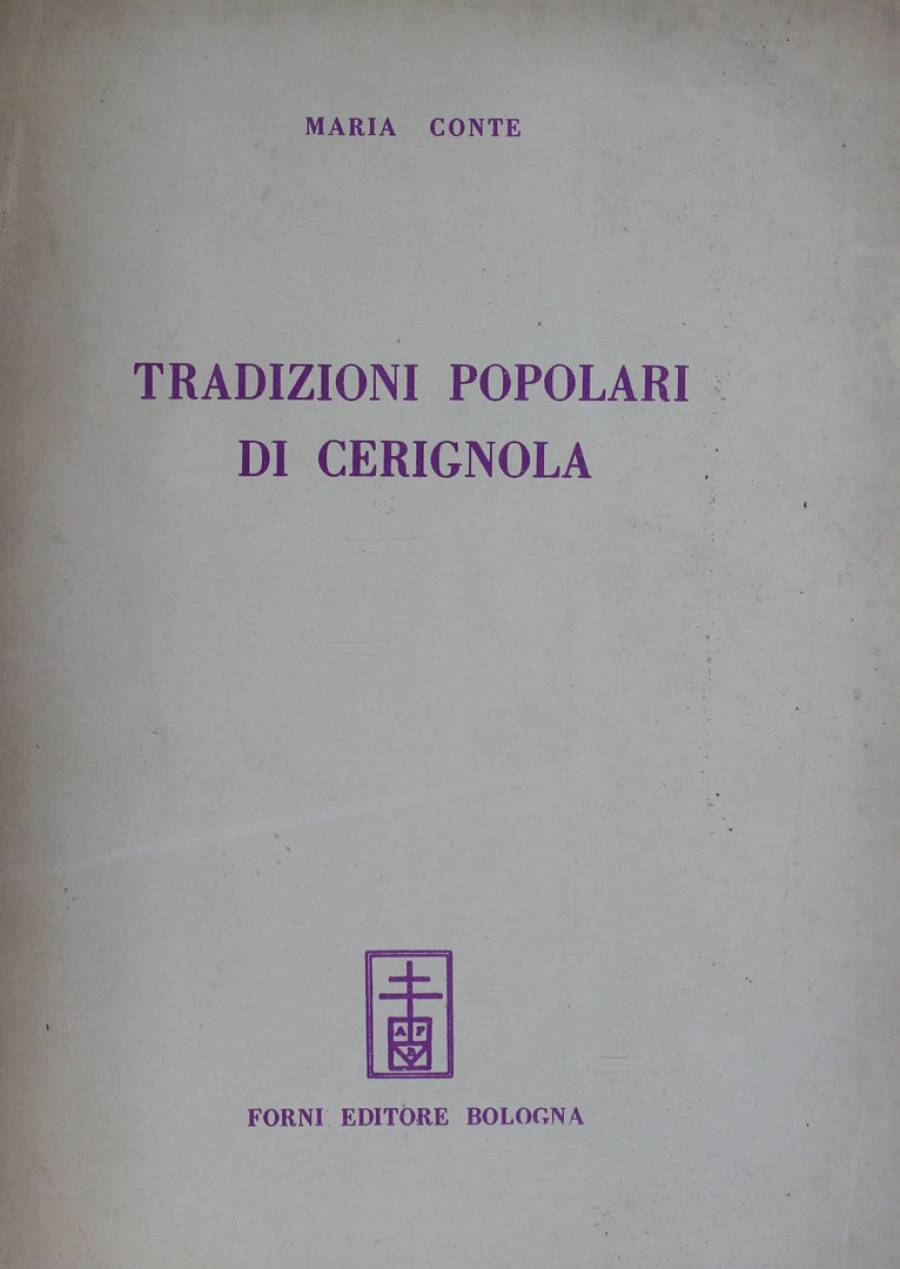 MARIA CONTE
TRADIZIONI POPOLARI
DI CERIGNOLA
A F
B
FORNI EDITORE BOLOGNA